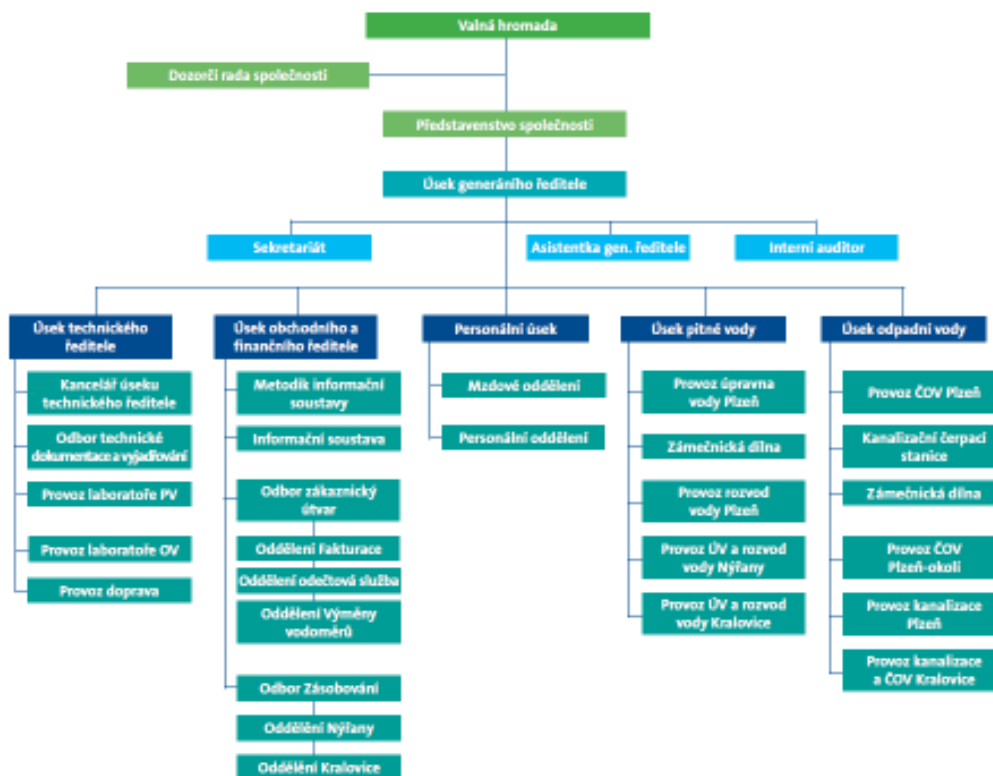 Valná hromada
Dozorčí rada společnosti
Představenstvo společnosti
Úsek generáního ředitele
Sekretariát
Asistentka gen. ředitele
Interní auditor
Úsek technického
ředitele
Kancelář úseku
technického ředitele
Odbor technické
dokumentace a vyjadřování
Provoz laboratoře PV
Provoz laboratoře OV
Provoz doprava
Úsek obchodního a
finančního ředitele
Metodik informační
soustavy
Informační soustava
Odbor zákaznický
útvar
Oddělení Fakturace
Oddělení odečtová služba
Oddělení Výměny
vodoměrů
Odbor Zásobování
Oddělění Nýřany
Oddělení Kralovice
Personální úsek
Mzdové oddělení
Personální oddělení
Úsek pitné vody
Provoz úpravna
vody Plzeň
Zámečnická dílna
Provoz rozvod
vody Plzeň
Provoz ÚV a rozvod
vody Nýřany
Provoz ÚV a rozvod
vody Kralovice
Úsek odpadní vody
Provoz ČOV Plzeň
Kanalizační čerpací
stanice
Zámečnická dílna
Provoz ČOV
Plzeň-okolí
Provoz kanalizace
Plzeň
Provoz kanalizace
a ČOV Kralovice